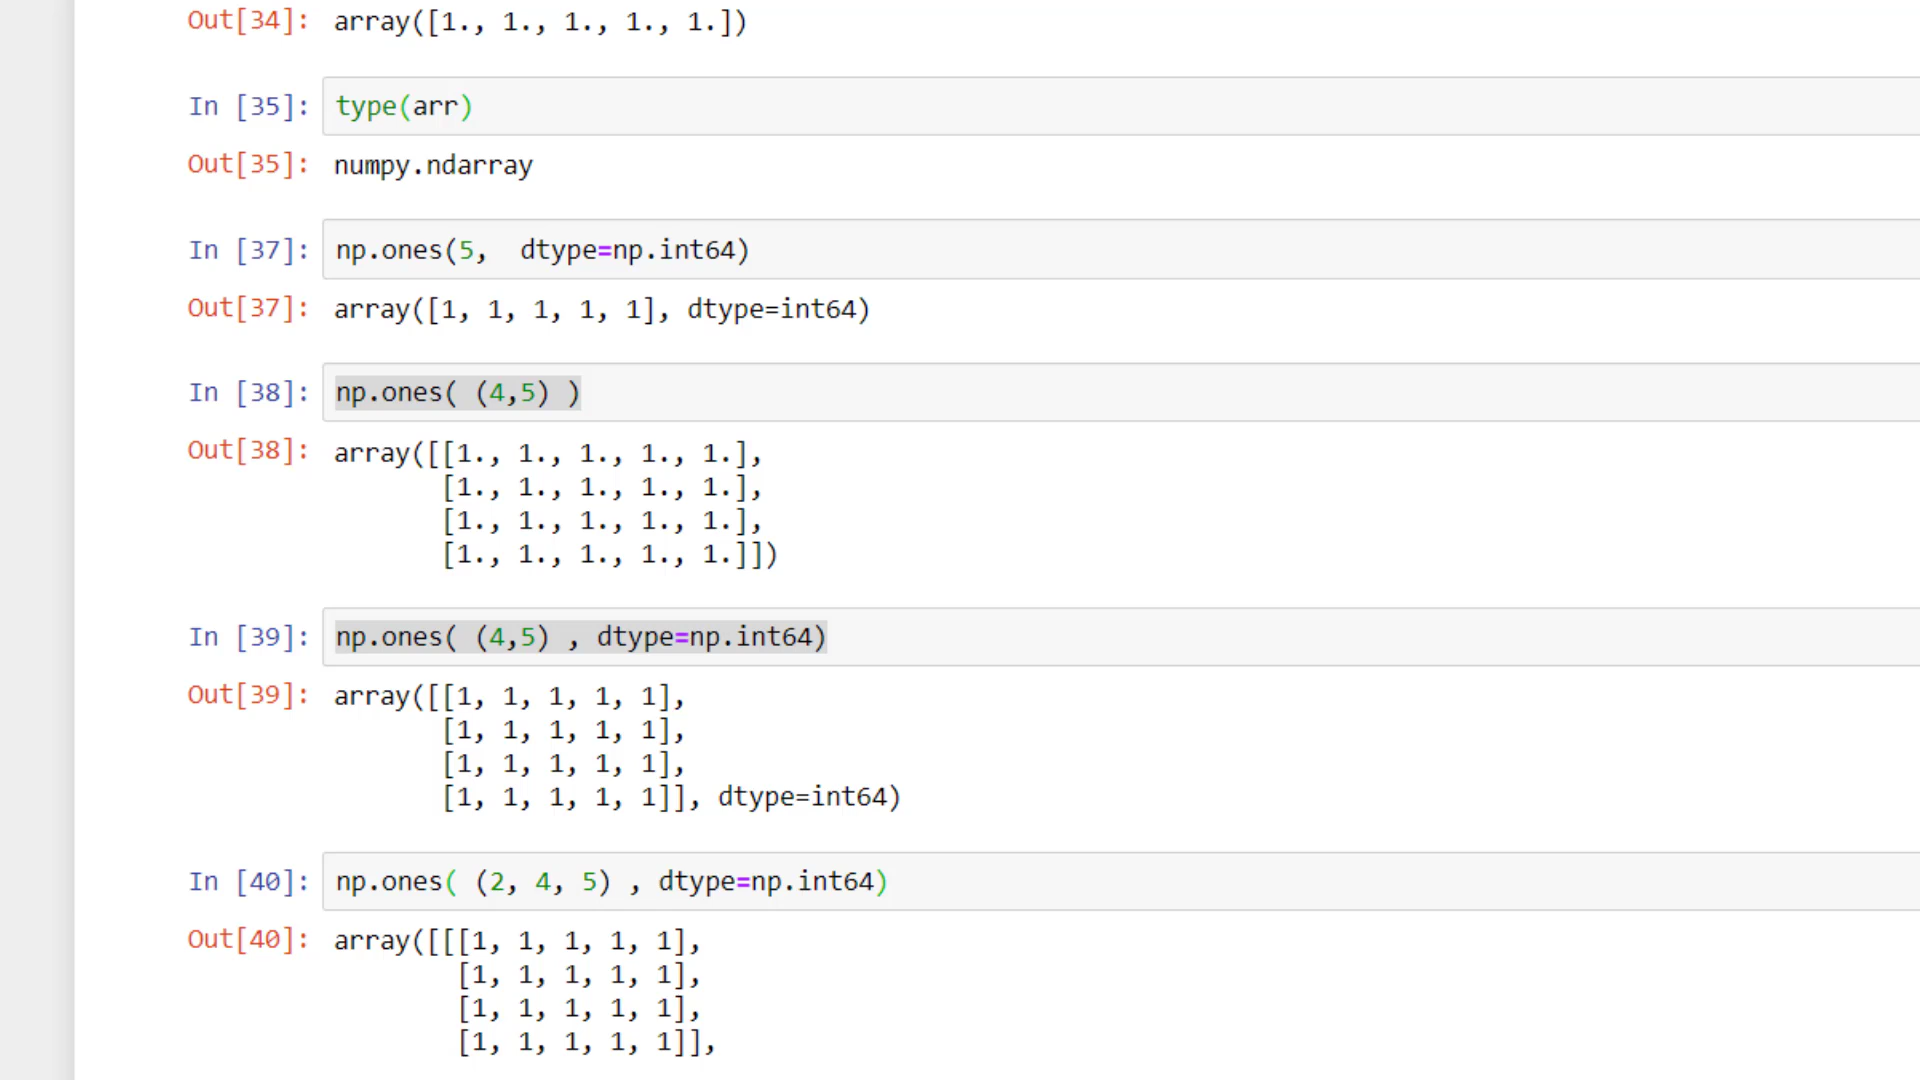 Out[34]: array([1., 1., 1., 1., 1.])
In [35]: type(arr)
Out[35]: numpy.ndarray
In [37]: np.ones(5,  dtype=np.int64)
Out[37]: array([1, 1, 1, 1, 1], dtype=int64)
In [38]: np.ones( (4,5) )
Out[38]: array([[1., 1., 1., 1., 1.],
[1., 1., 1., 1., 1.],
[1., 1., 1., 1., 1.],
[1., 1., 1., 1., 1.]])
In [39]: np.ones( (4,5) , dtype=np.int64)
Out[39]: array([[1, 1, 1, 1, 1],
[1, 1, 1, 1, 1],
[1, 1, 1, 1, 1],
[1, 1, 1, 1, 1]], dtype=int64)
In [40]: np.ones( (2, 4, 5) , dtype=np.int64)
Out[40]: array([[[1, 1, 1, 1, 1],
[1, 1, 1, 1, 1],
[1, 1, 1, 1, 1],
[1, 1, 1, 1, 1]],